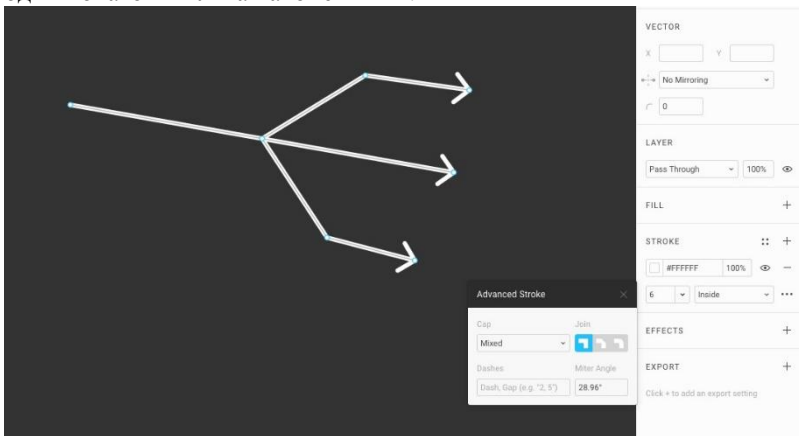 VECTOR
X Y
No Mirroring
0
LAYER
Pass Through 100%
FILL
STROKE
#FFFFFF 100%
6 Inside
EFFECTS
EXPORT
Click + to add an export setting
Advanced Stroke
Cap Join
Mixed
Dashes Miter Angle
Dash, Gap (e.g. "2, 5") 28.96°